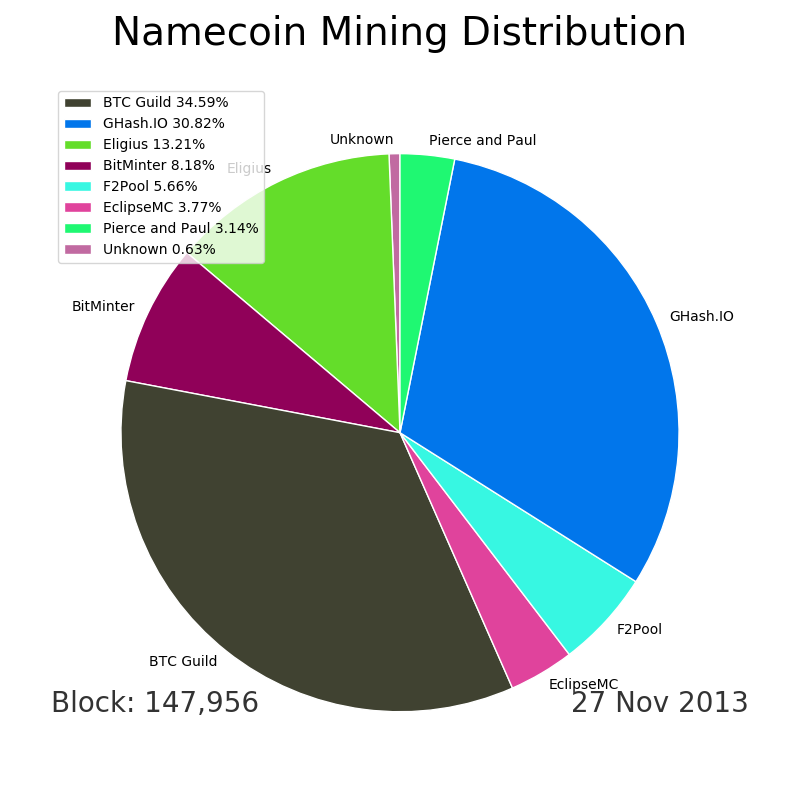 Namecoin Mining Distribution
BTC Guild 34.59%
GHash.IO 30.82%
Eligius 13.21%
BitMinter 8.18%
F2Pool 5.66%
EclipseMC 3.77%
Pierce and Paul 3.14%
Unknown 0.63%
Unknown
Pierce and Paul
Eligius
BitMinter
GHash.IO
F2Pool
BTC Guild
EclipseMC
Block: 147,956
27 Nov 2013